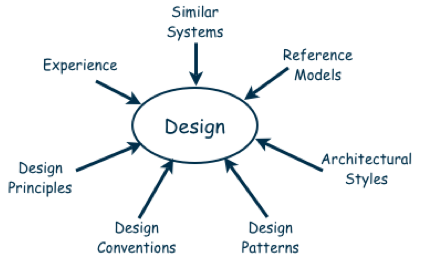 Similar
Systems
Experience
Reference
Models
Design
Design
Principles
Architectural
Styles
Design
Conventions
Design
Patterns